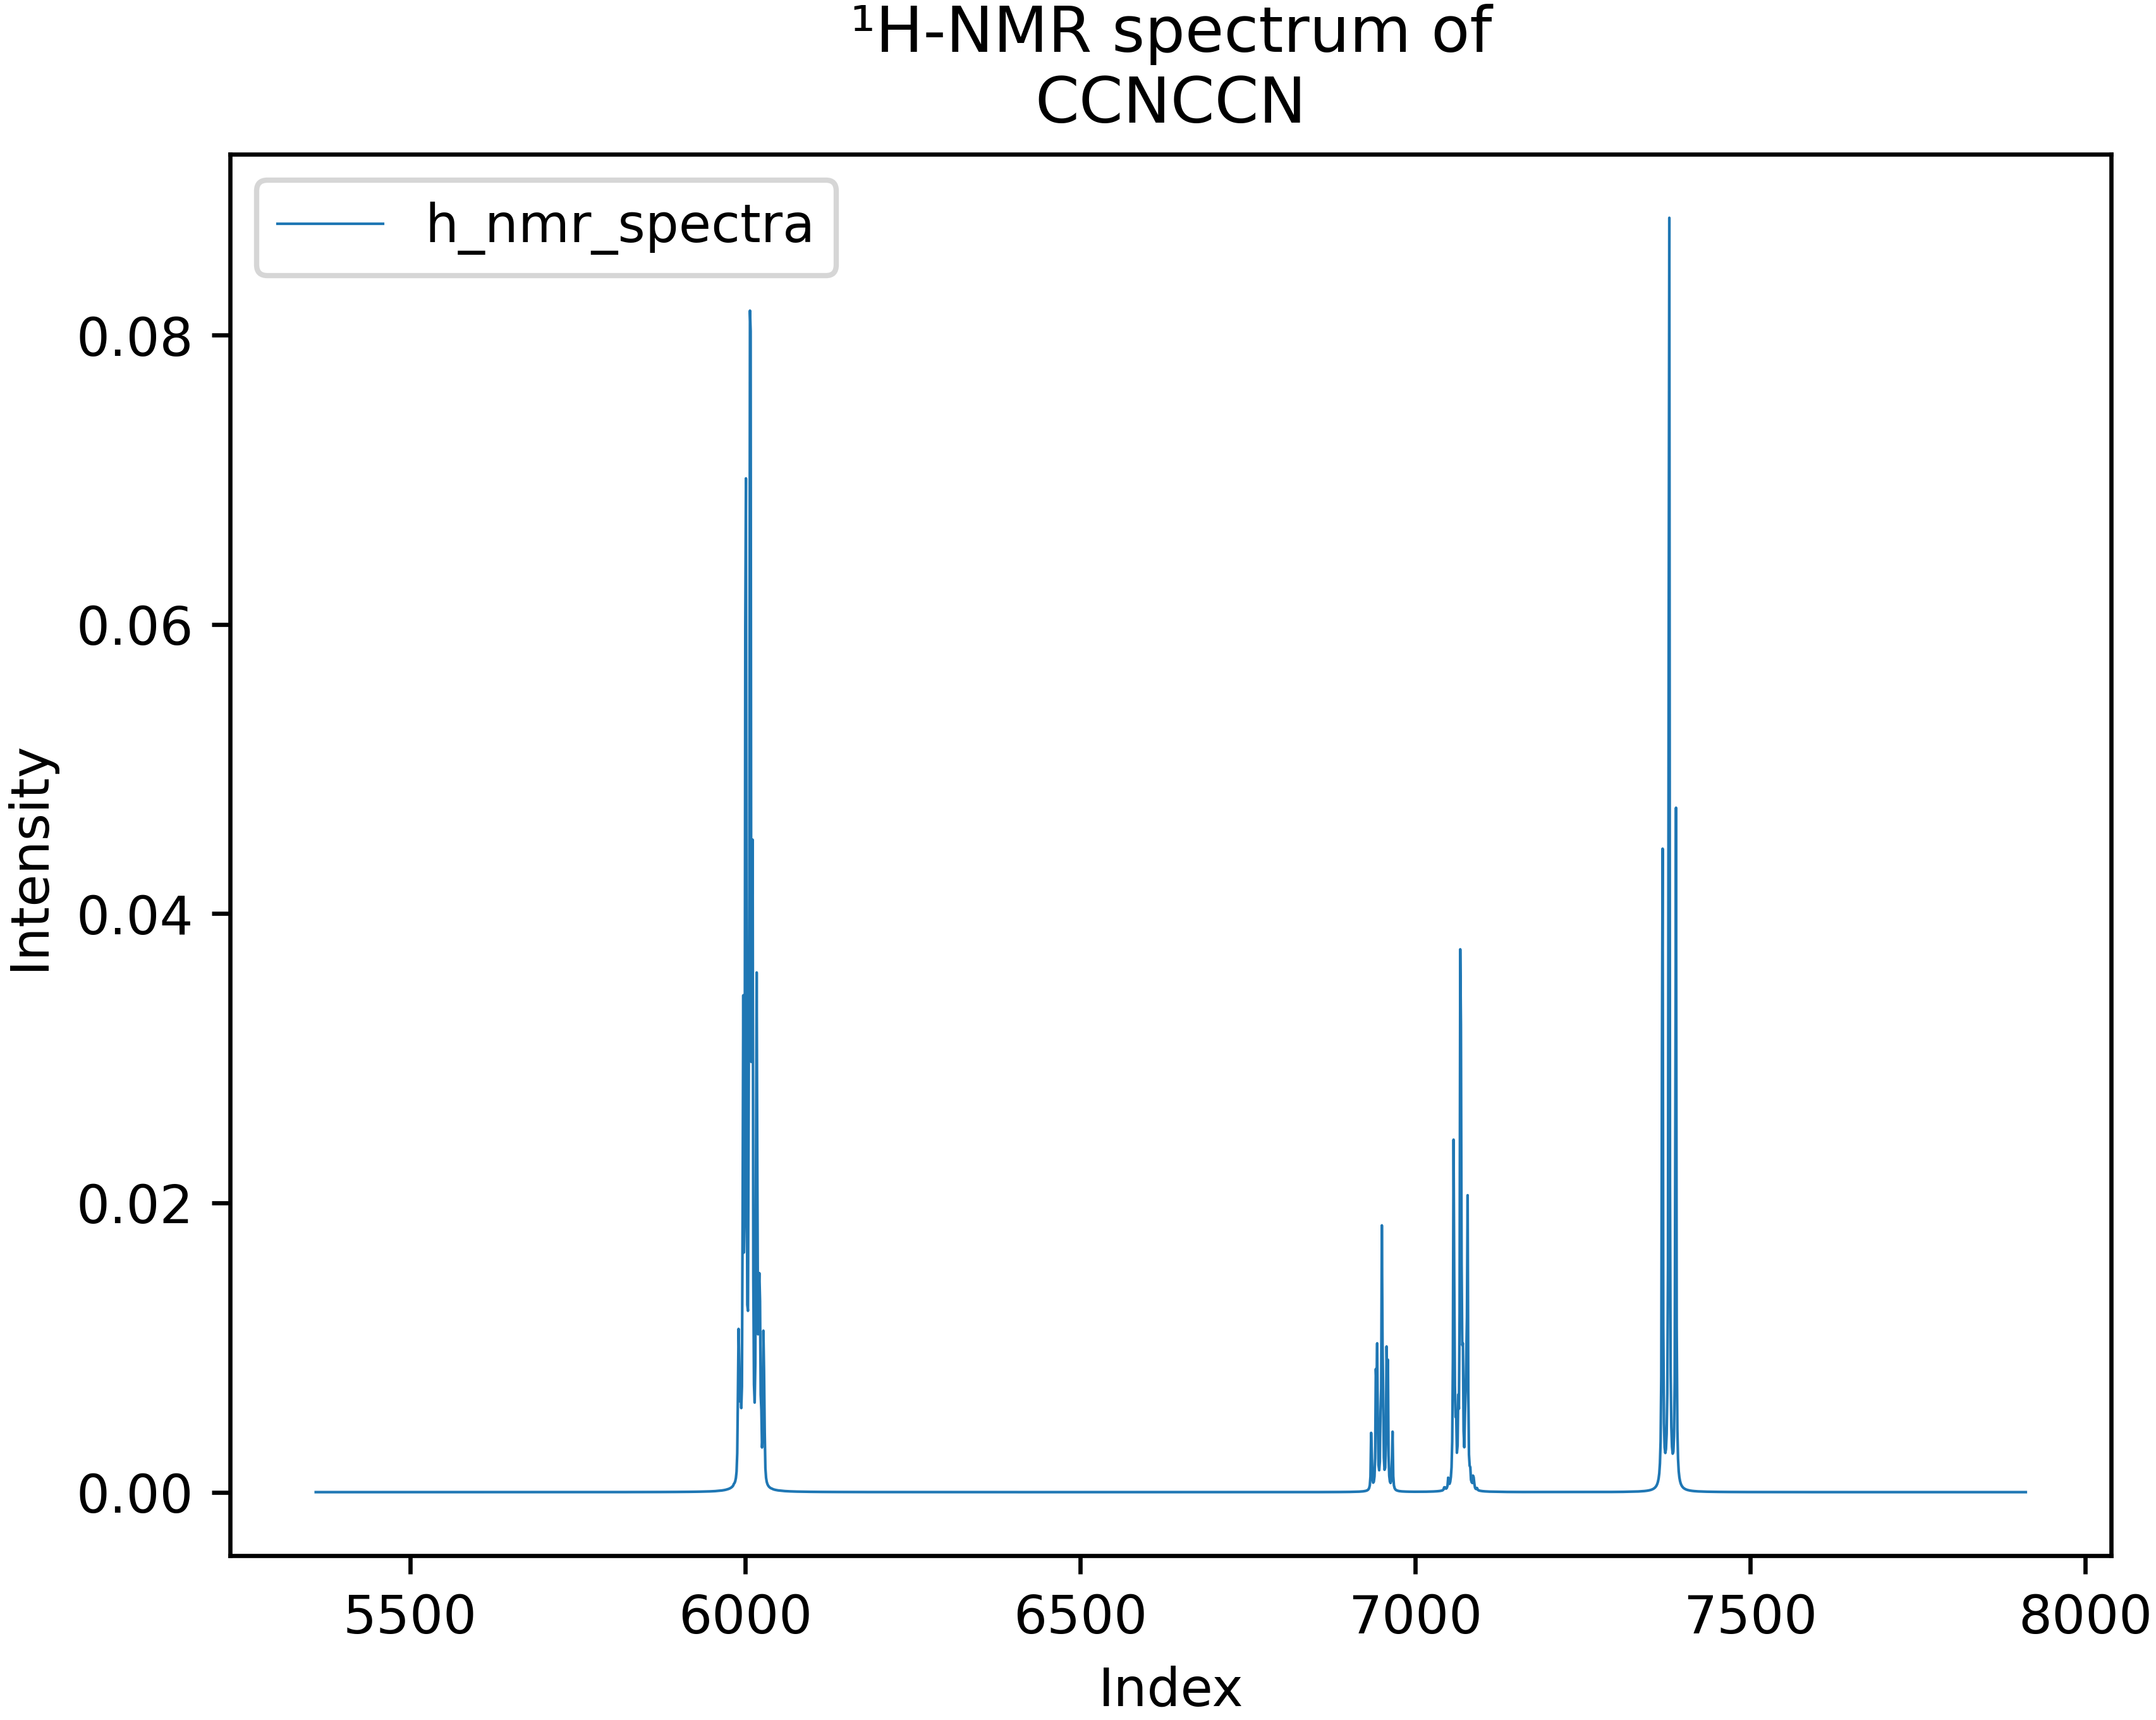 ¹H-NMR spectrum of
CCNCCN
h_nmr_spectra
0.08
0.06
0.04
0.02
0.00
Intensity
5500 6000 6500 7000 7500 8000
Index